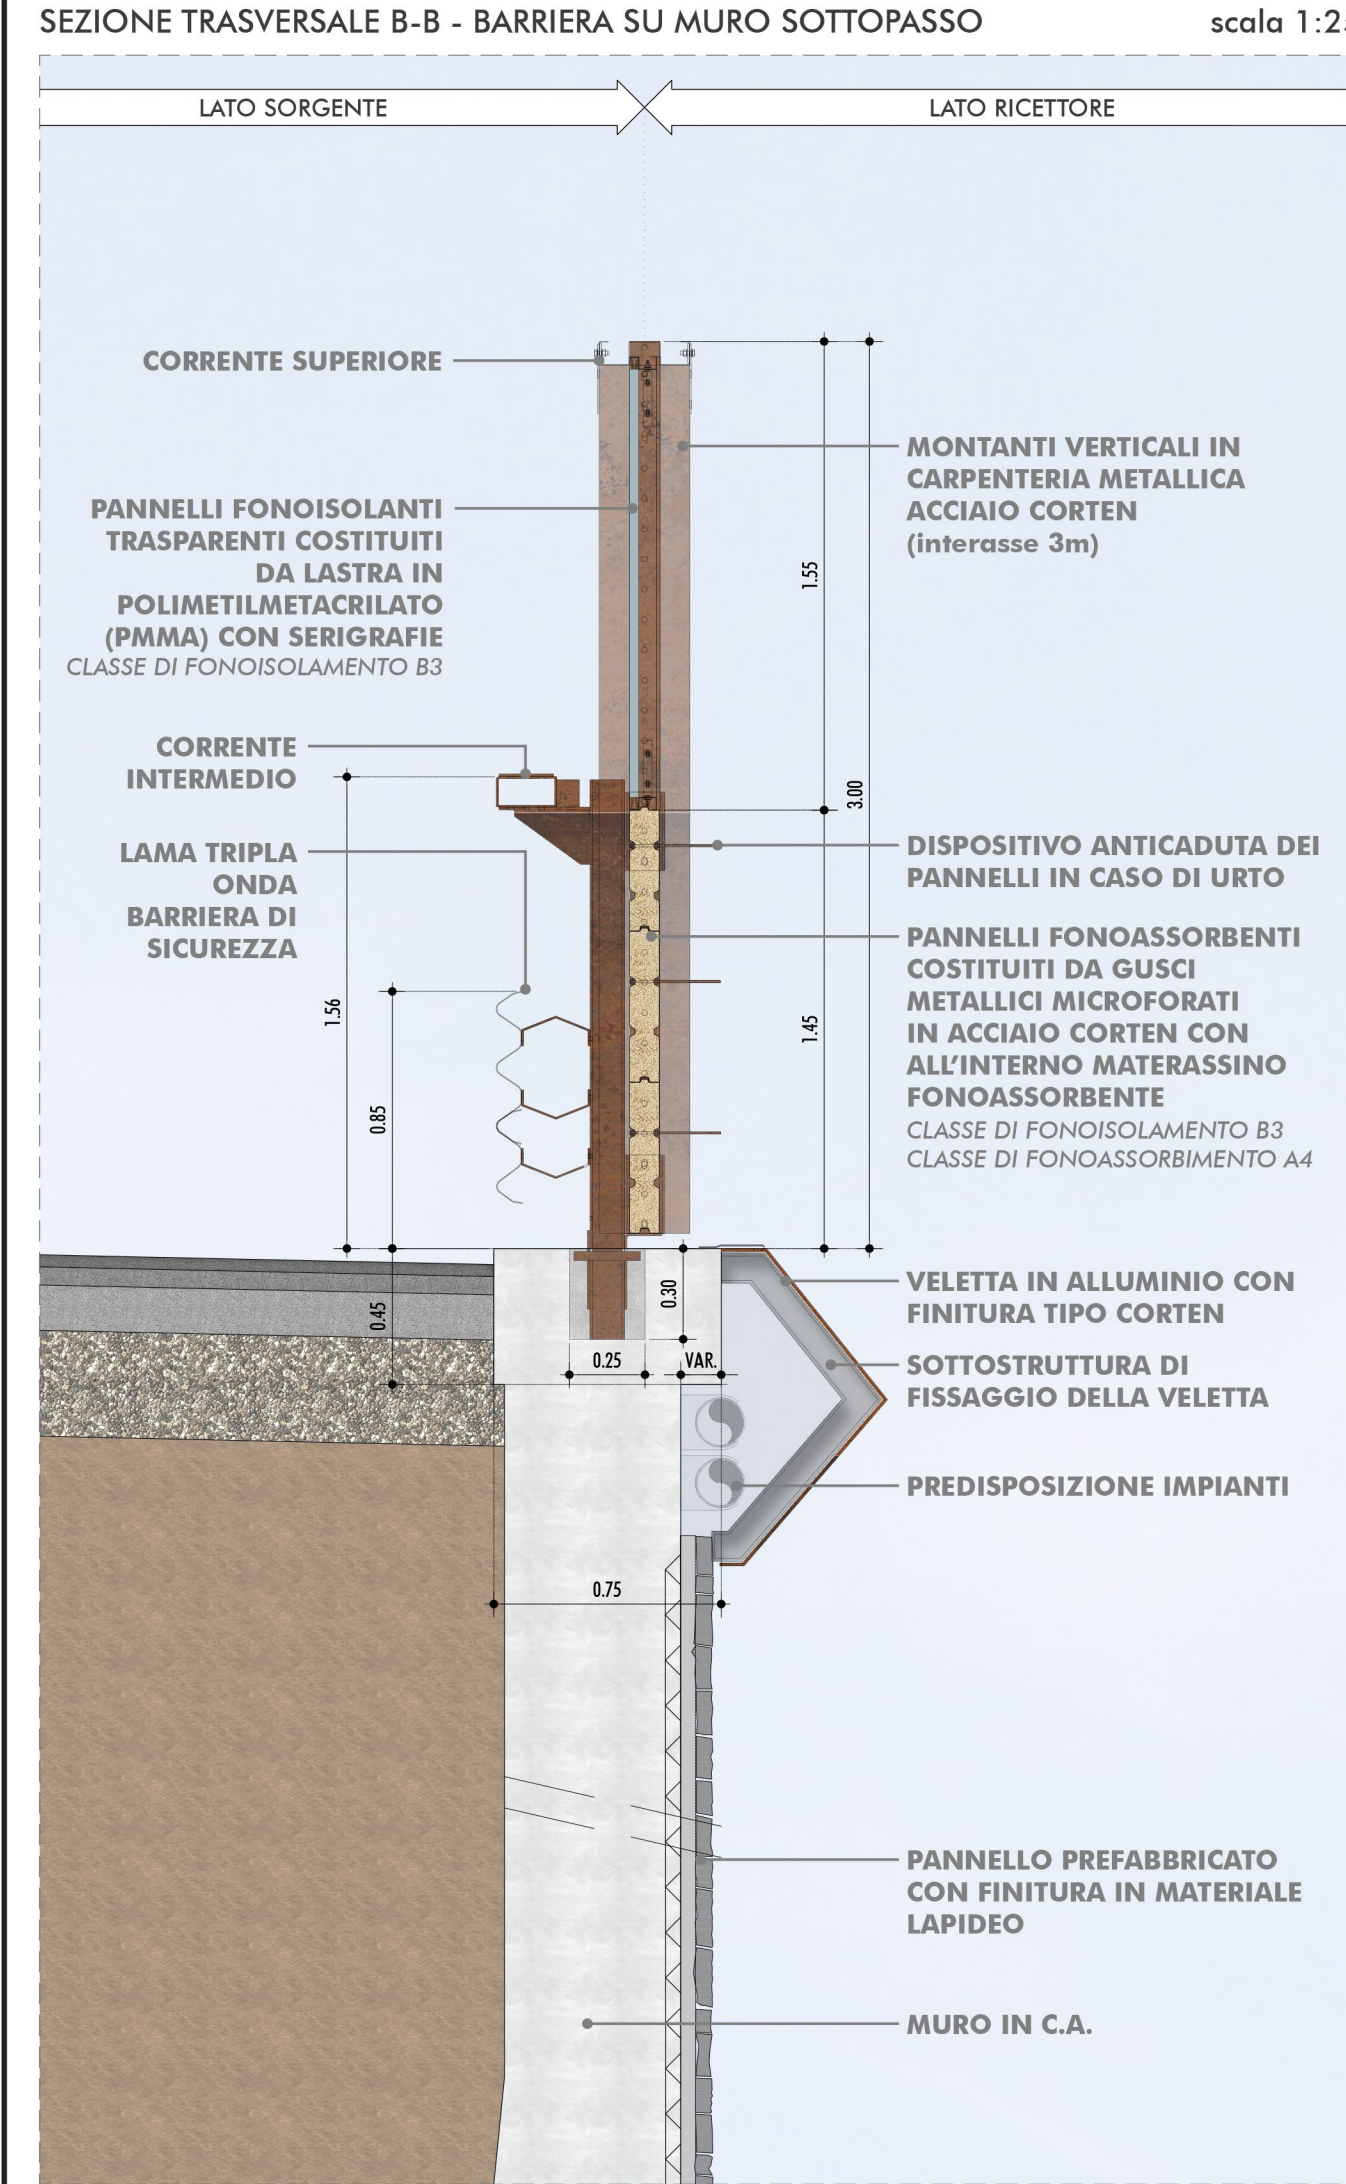 SEZIONE TRASVERSALE B-B - BARRIERA SU MURO SOTTOPASSO
scala 1:2
LATO SORGENTE
LATO RICETTORE
CORRENTE SUPERIORE
PANNELLI FONOISOLANTI
TRASPARENTI COSTITUITI
DA LASTRA IN
POLIMETILMETACRILATO
(PMMA) CON SERIGRAFIE
CLASSE DI FONOISOLAMENTO B3
CORRENTE
INTERMEDIO
LAMA TRIPLA
ONDA
BARRIERA DI
SICUREZZA
MONTANTI VERTICALI IN
CARPENTERIA METALLICA
ACCIAIO CORTEN
(interasse 3m)
1.55
3.00
DISPOSITIVO ANTICADUTA DEI
PANNELLI IN CASO DI URTO
PANNELLI FONOASSORBENTI
COSTITUITI DA GUSCI
METALLICI MICROFORATI
IN ACCIAIO CORTEN CON
ALL'INTERNO MATERASSINO
FONOASSORBENTE
CLASSE DI FONOISOLAMENTO B3
CLASSE DI FONOASSORBIMENTO A4
1.56
1.45
0.85
0.45
0.30
0.25
VAR.
VELETTA IN ALLUMINIO CON
FINITURA TIPO CORTEN
SOTTOSTRUTTURA DI
FISSAGGIO DELLA VELETTA
PREDISPOSIZIONE IMPIANTI
0.75
PANNELLO PREFABBRICATO
CON FINITURA IN MATERIALE
LAPIDEO
MURO IN C.A.